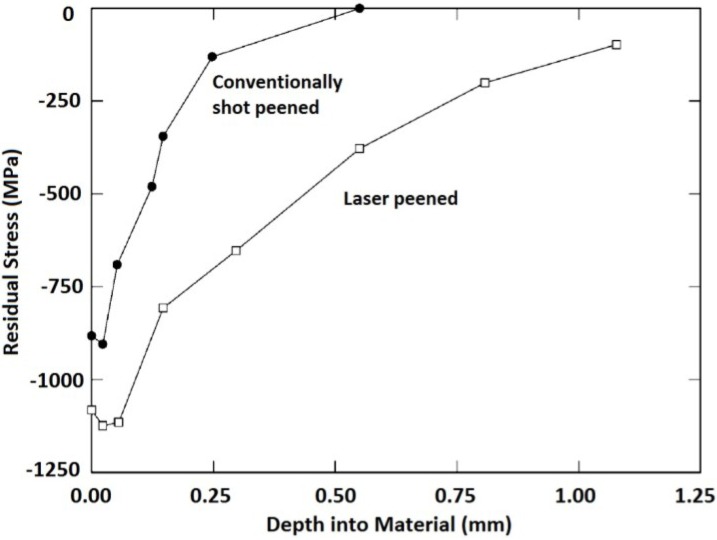 0
-250
-500
-750
-1000
-1250
Residual Stress (MPa)
Conventionally
shot peened
Laser peened
0.00 0.25 0.50 0.75 1.00 1.25
Depth into Material (mm)